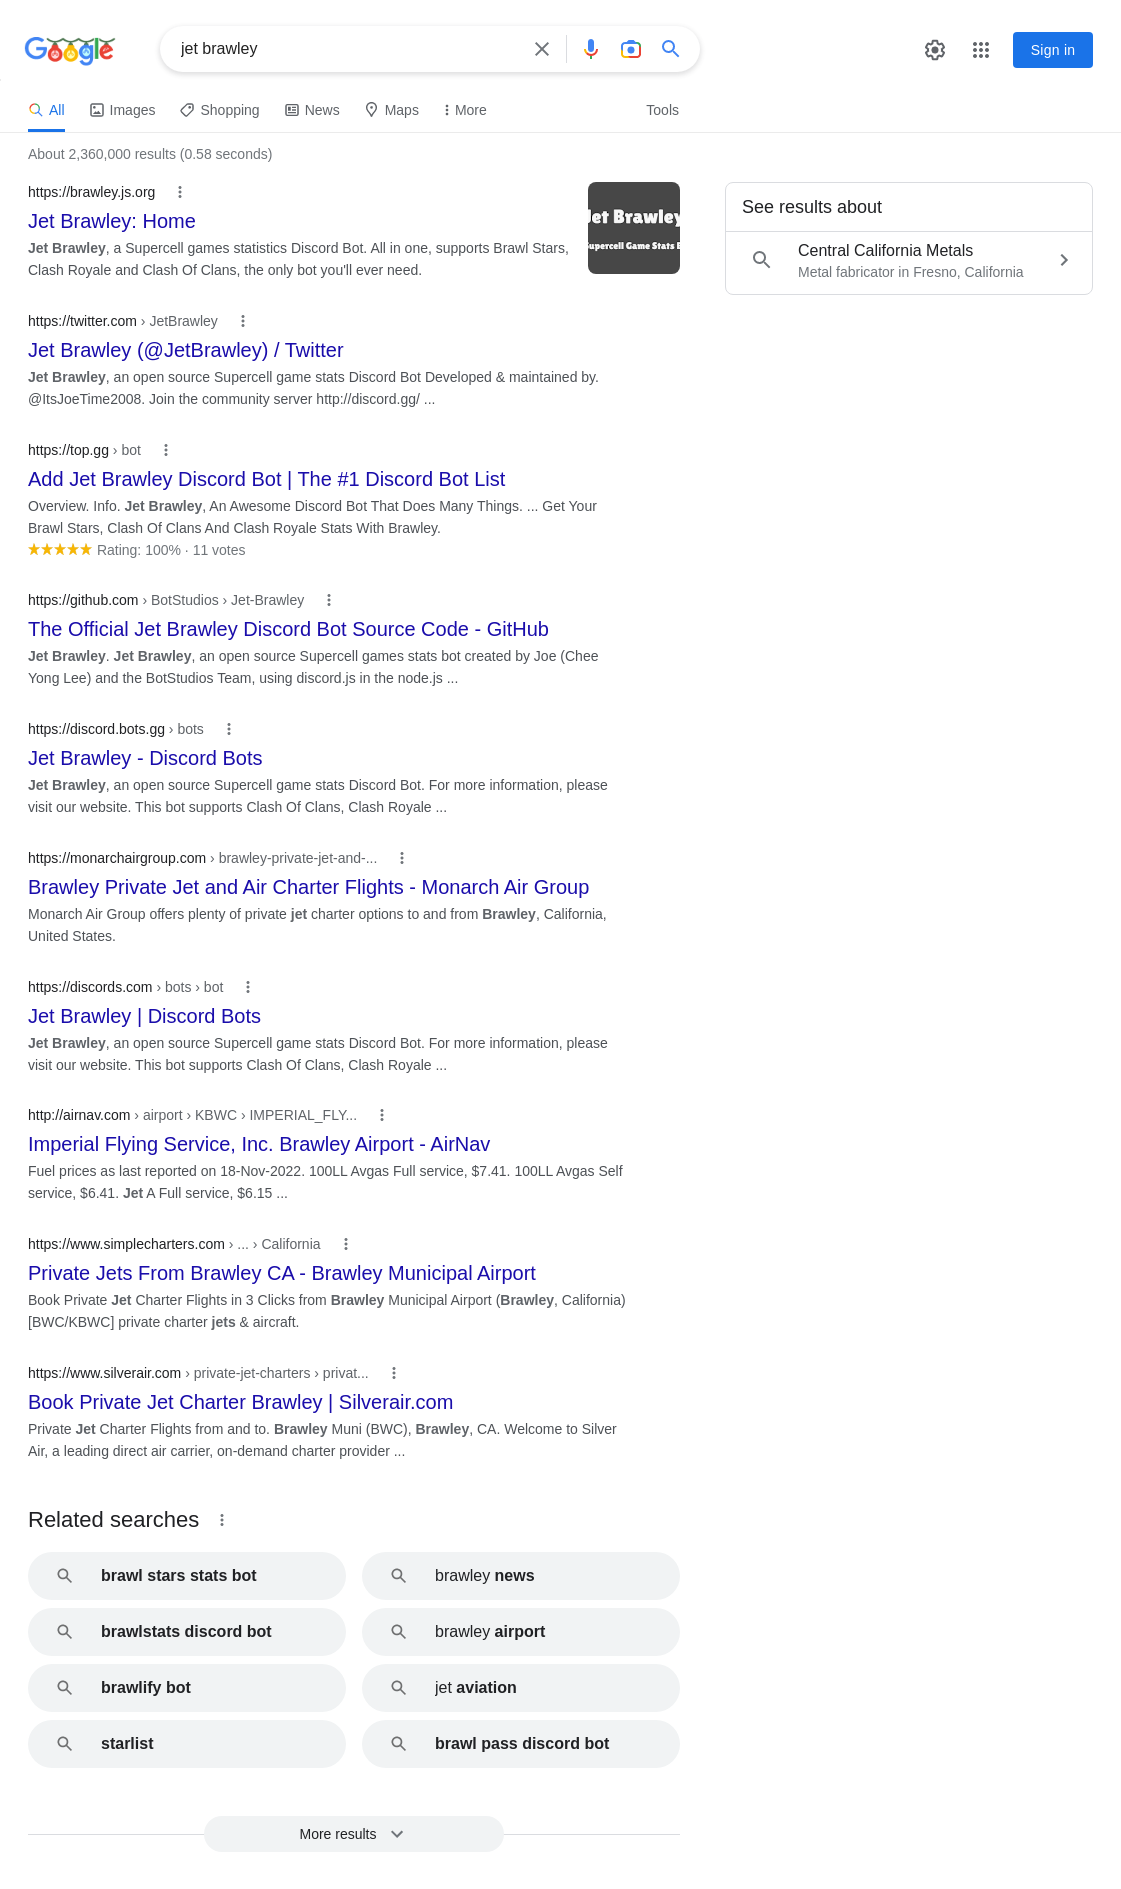 Google
jet brawley
Sign in
All
Images
Shopping
News
Maps
More
Tools
About 2,360,000 results (0.58 seconds)
https://brawley.js.org
Jet Brawley: Home
Jet Brawley, a Supercell games statistics Discord Bot. All in one, supports Brawl Stars,
Clash Royale and Clash Of Clans, the only bot you'll ever need.
Jet Brawley
Supercell Game Stats B
See results about
Central California Metals
Metal fabricator in Fresno, California
https://twitter.com › JetBrawley
Jet Brawley (@JetBrawley) / Twitter
Jet Brawley, an open source Supercell game stats Discord Bot Developed & maintained by.
@ItsJoeTime2008. Join the community server http://discord.gg/ ...
https://top.gg › bot
Add Jet Brawley Discord Bot | The #1 Discord Bot List
Overview. Info. Jet Brawley, An Awesome Discord Bot That Does Many Things. ... Get Your
Brawl Stars, Clash Of Clans And Clash Royale Stats With Brawley.
Rating: 100% · 11 votes
https://github.com › BotStudios › Jet-Brawley
The Official Jet Brawley Discord Bot Source Code - GitHub
Jet Brawley. Jet Brawley, an open source Supercell games stats bot created by Joe (Chee
Yong Lee) and the BotStudios Team, using discord.js in the node.js ...
https://discord.bots.gg › bots
Jet Brawley - Discord Bots
Jet Brawley, an open source Supercell game stats Discord Bot. For more information, please
visit our website. This bot supports Clash Of Clans, Clash Royale ...
https://monarchairgroup.com › brawley-private-jet-and-...
Brawley Private Jet and Air Charter Flights - Monarch Air Group
Monarch Air Group offers plenty of private jet charter options to and from Brawley, California,
United States.
https://discords.com › bots › bot
Jet Brawley | Discord Bots
Jet Brawley, an open source Supercell game stats Discord Bot. For more information, please
visit our website. This bot supports Clash Of Clans, Clash Royale ...
http://airnav.com › airport › KBWC › IMPERIAL_FLY...
Imperial Flying Service, Inc. Brawley Airport - AirNav
Fuel prices as last reported on 18-Nov-2022. 100LL Avgas Full service, $7.41. 100LL Avgas Self
service, $6.41. Jet A Full service, $6.15 ...
https://www.simplecharters.com › ... › California
Private Jets From Brawley CA - Brawley Municipal Airport
Book Private Jet Charter Flights in 3 Clicks from Brawley Municipal Airport (Brawley, California)
[BWC/KBWC] private charter jets & aircraft.
https://www.silverair.com › private-jet-charters › privat...
Book Private Jet Charter Brawley | Silverair.com
Private Jet Charter Flights from and to. Brawley Muni (BWC), Brawley, CA. Welcome to Silver
Air, a leading direct air carrier, on-demand charter provider ...
Related searches
brawl stars stats bot
brawley news
brawlstats discord bot
brawley airport
brawlify bot
jet aviation
starlist
brawl pass discord bot
More results